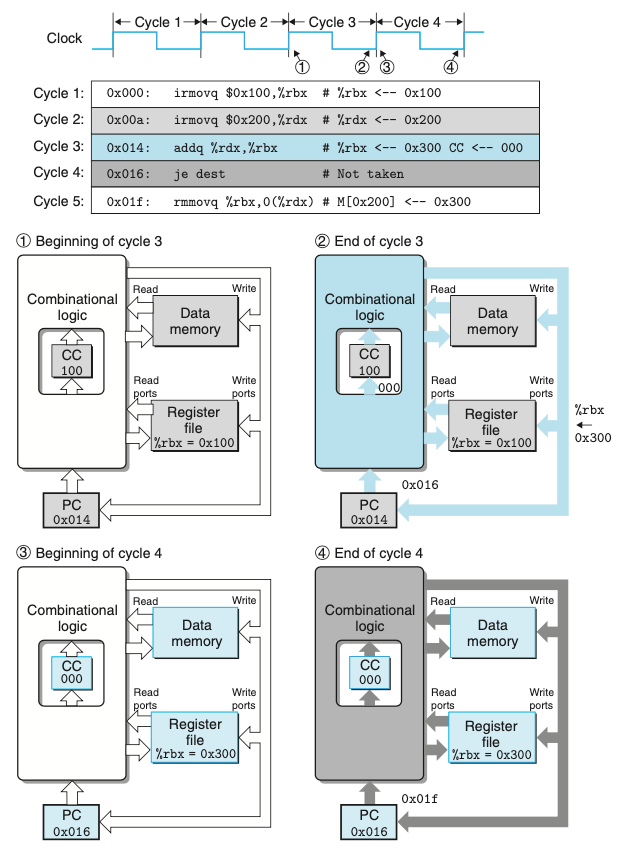 Cycle 1 Cycle 2 Cycle 3 Cycle 4
Clock
① ② ③ ④
Cycle 1: 0x000: irmovq $0x100,%rbx # %rbx <-- 0x100
Cycle 2: 0x00a: irmovq $0x200,%rdx # %rdx <-- 0x200
Cycle 3: 0x014: addq %rdx,%rbx # %rbx <-- 0x300 CC <-- 000
Cycle 4: 0x016: je dest # Not taken
Cycle 5: 0x01f: rmmovq %rbx,0(%rdx) # M[0x200] <-- 0x300
① Beginning of cycle 3
Combinational
logic
Read
Write
Data
memory
CC
100
Read
ports
Write
ports
Register
file
%rbx = 0x100
PC
0x014
② End of cycle 3
Combinational
logic
Read
Write
Data
memory
CC
100
000
Read
ports
Write
ports
Register
file
%rbx = 0x100
%rbx
0x300
0x016
PC
0x014
③ Beginning of cycle 4
Combinational
logic
Read
Write
Data
memory
CC
000
Read
ports
Write
ports
Register
file
%rbx = 0x300
PC
0x016
④ End of cycle 4
Combinational
logic
Read
Write
Data
memory
CC
000
Read
ports
Write
ports
Register
file
%rbx = 0x300
0x01f
PC
0x016